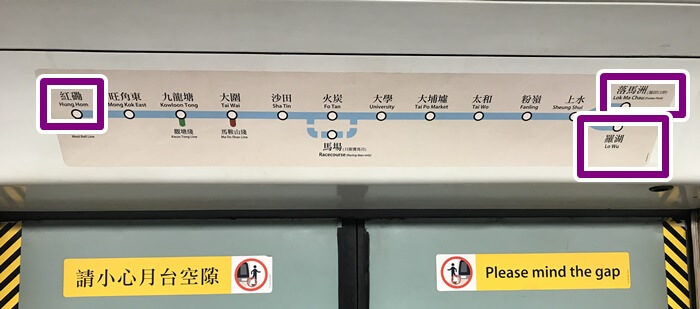 紅磡
Hung Hom
旺角東
Mong Kok East
九龍塘
Kowloon Tong
觀塘綫
Kwun Tong Line
大圍
Tai Wai
馬鞍山綫
Ma On Shan Line
沙田
Sha Tin
火炭
Fo Tan
馬場
Racecourse
大學
University
大埔墟
Tai Po Market
太和
Tai Wo
粉嶺
Fanling
上水
Sheung Shui
落馬洲
Lok Ma Chau
羅湖
Lo Wu
請小心月台空隙
Please mind the gap